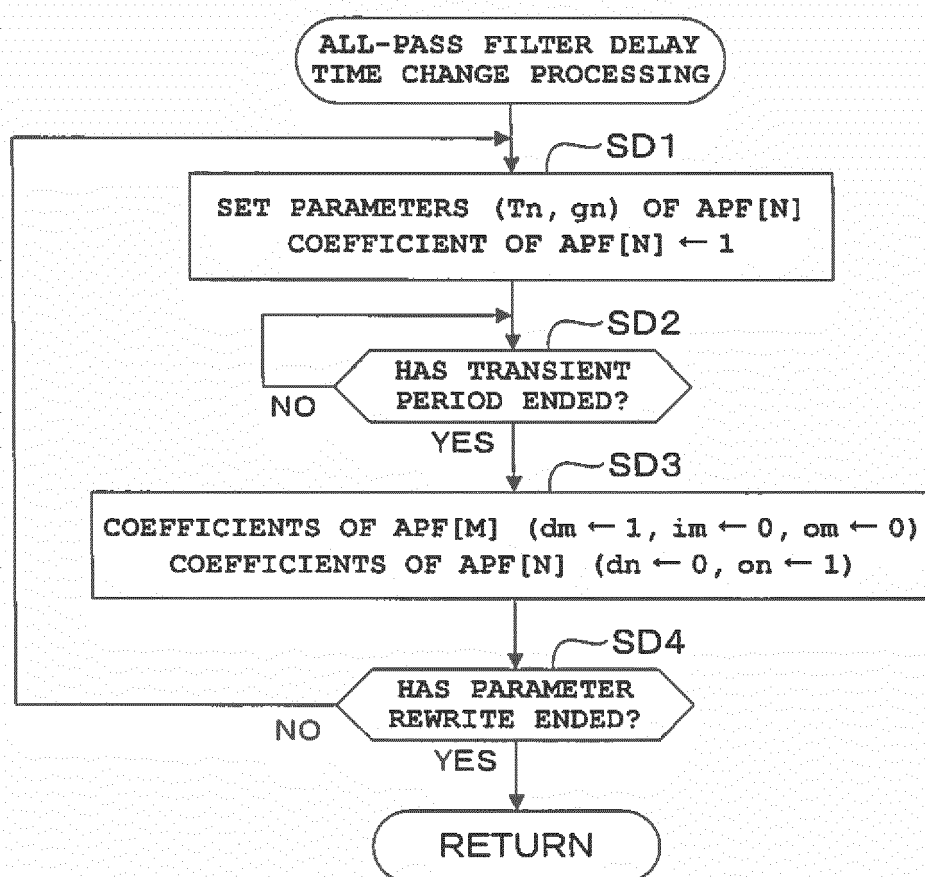 ALL-PASS FILTER DELAY
TIME CHANGE PROCESSING
SD1
SET PARAMETERS (Tn, gn) OF APF[N]
COEFFICIENT OF APF[N] ← 1
SD2
HAS TRANSIENT
PERIOD ENDED?
NO
YES
SD3
COEFFICIENTS OF APF[M] (dm ← 1, im ← 0, om ← 0)
COEFFICIENTS OF APF[N] (dn ← 0, on ← 1)
SD4
HAS PARAMETER
REWRITE ENDED?
NO
YES
RETURN